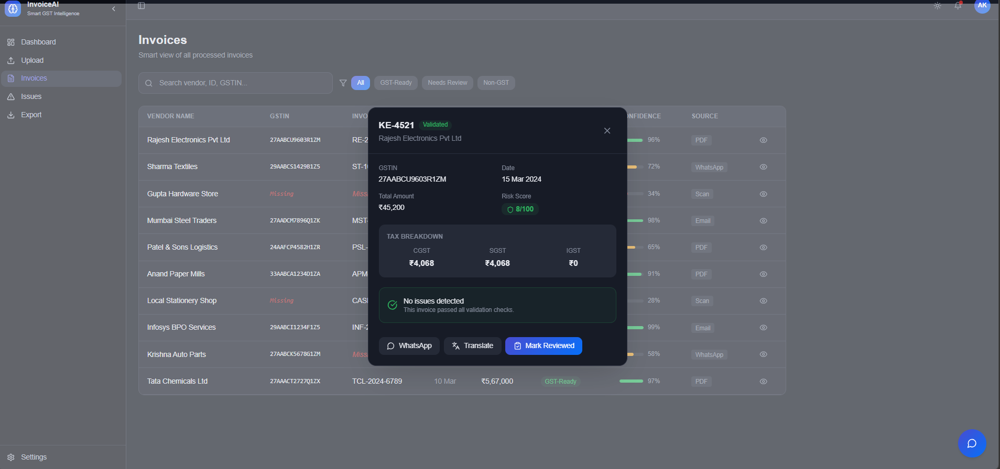 InvoiceAI
Smart GST Intelligence
AK
Dashboard
Upload
Invoices
Issues
Export
Settings
Invoices
Smart view of all processed invoices
Search vendor, ID, GSTIN...
All GST-Ready Needs Review Non-GST
VENDOR NAME GSTIN SOURCE
Rajesh Electronics Pvt Ltd 27AABCU9603R1ZM RE-2 96% PDF
Sharma Textiles 29AABCS1429B1Z5 72% WhatsApp
Gupta Hardware Store Missing 34% Scan
Mumbai Steel Traders 27AADCM7896Q1ZK MST- 98% Email
Patel & Sons Logistics 24AAFCP4582H1ZR PSL- 65% PDF
Anand Paper Mills 33AABCA1234D1ZA APM 91% PDF
Local Stationery Shop Missing 28% Scan
Infosys BPO Services 29AABCI1234F1Z5 INF-2 99% Email
Krishna Auto Parts 27AABCK5678G1ZM 58% WhatsApp
Tata Chemicals Ltd 27AAACT2727Q1ZX TCL-2024-6789 10 Mar ₹5,67,000 GST-Ready 97% PDF
KE-4521 Validated
Rajesh Electronics Pvt Ltd
GSTIN Date
27AABCU9603R1ZM 15 Mar 2024
Total Amount Risk Score
₹45,200 8/100
TAX BREAKDOWN
CGST SGST IGST
₹4,068 ₹4,068 ₹0
No issues detected
This invoice passed all validation checks.
WhatsApp Translate Mark Reviewed